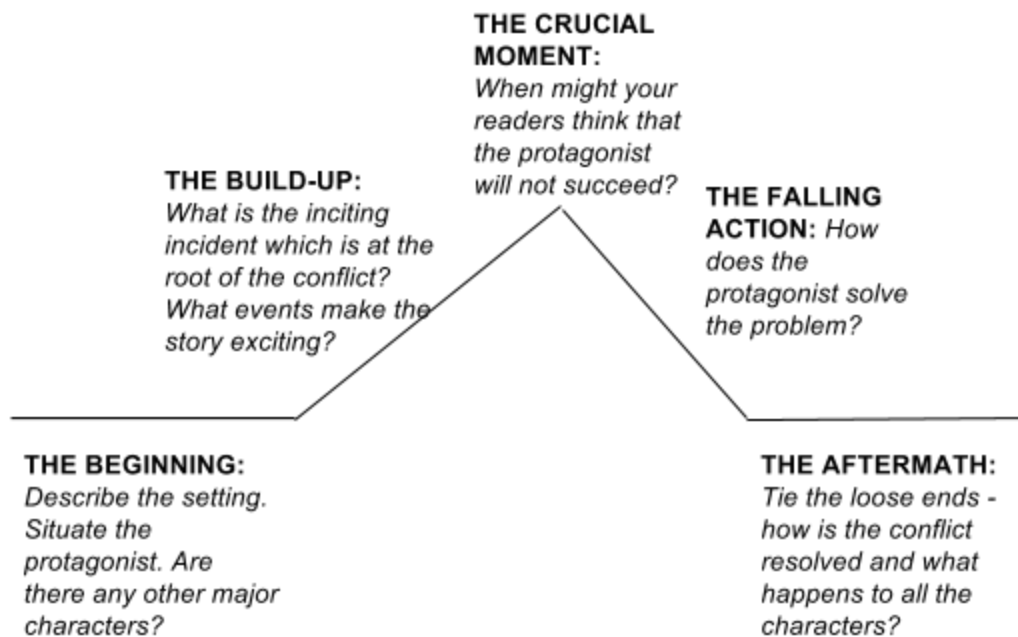 THE CRUCIAL
MOMENT:
When might your
readers think that
the protagonist
will not succeed?
THE BUILD-UP:
What is the inciting
incident which is at the
root of the conflict?
What events make the
story exciting?
THE FALLING
ACTION: How
does the
protagonist solve
the problem?
THE BEGINNING:
Describe the setting.
Situate the
protagonist. Are
there any other major
characters?
THE AFTERMATH:
Tie the loose ends -
how is the conflict
resolved and what
happens to all the
characters?